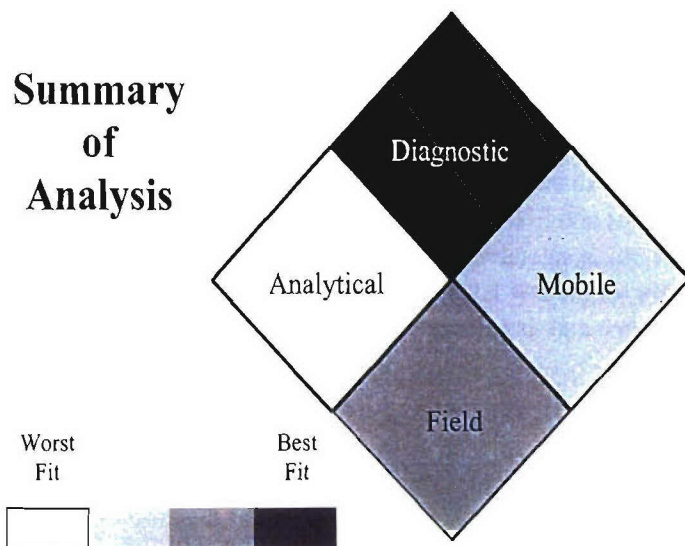 Summary
of
Analysis
Diagnostic
Analytical
Mobile
Field
Worst
Fit
Best
Fit